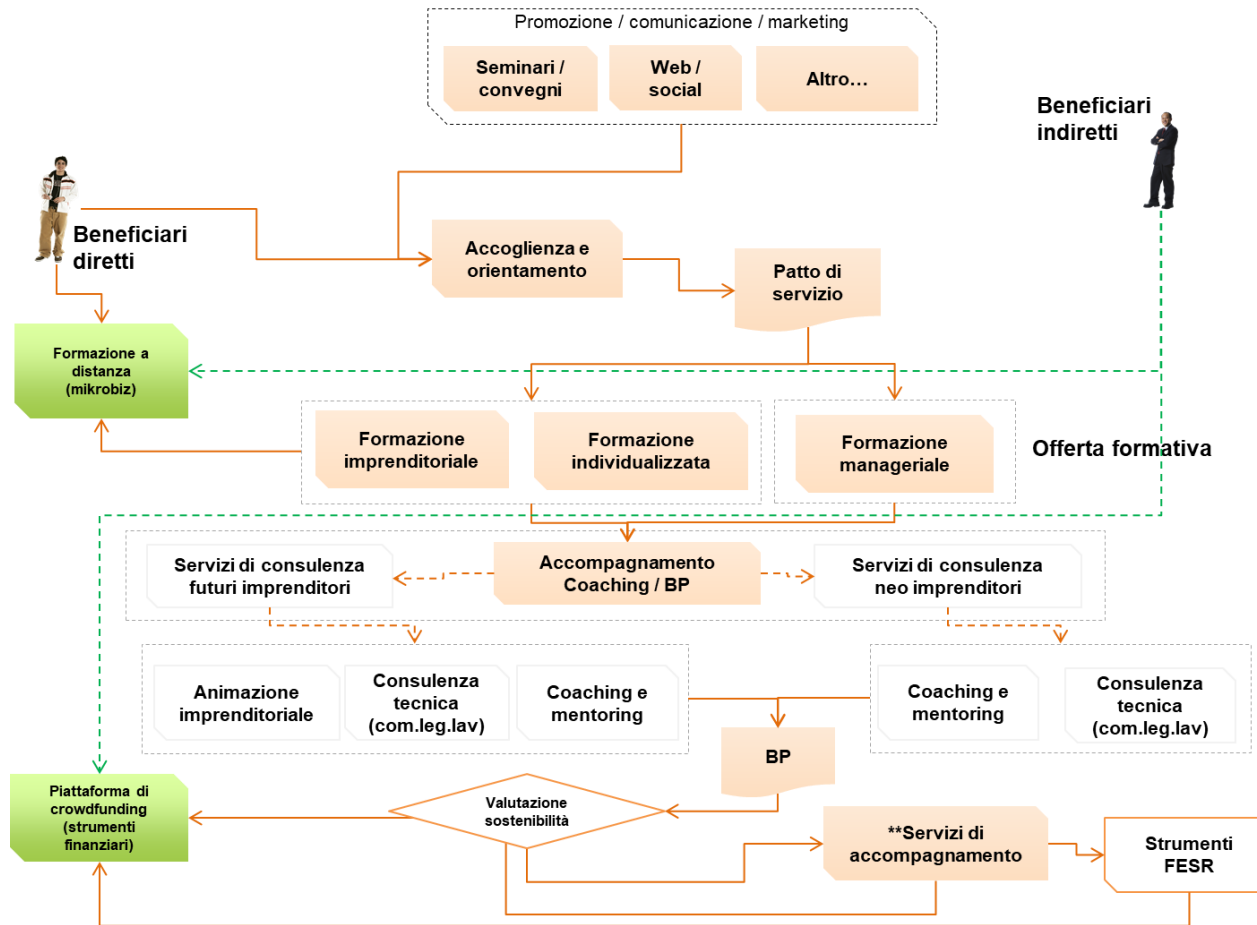 Promozione / comunicazione / marketing
Seminari /
convegni
Web /
social
Altro…
Beneficiari
indiretti
Beneficiari
diretti
Accoglienza e
orientamento
Patto di
servizio
Formazione a
distanza
(mikrobiz)
Formazione
imprenditoriale
Formazione
individualizzata
Formazione
manageriale
Offerta formativa
Servizi di consulenza
futuri imprenditori
Accompagnamento
Coaching / BP
Servizi di consulenza
neo imprenditori
Animazione
imprenditoriale
Consulenza
tecnica
(com.leg.lav)
Coaching e
mentoring
Coaching e
mentoring
Consulenza
tecnica
(com.leg.lav)
BP
Piattaforma di
crowdfunding
(strumenti
finanziari)
Valutazione
sostenibilità
**Servizi di
accompagnamento
Strumenti
FESR